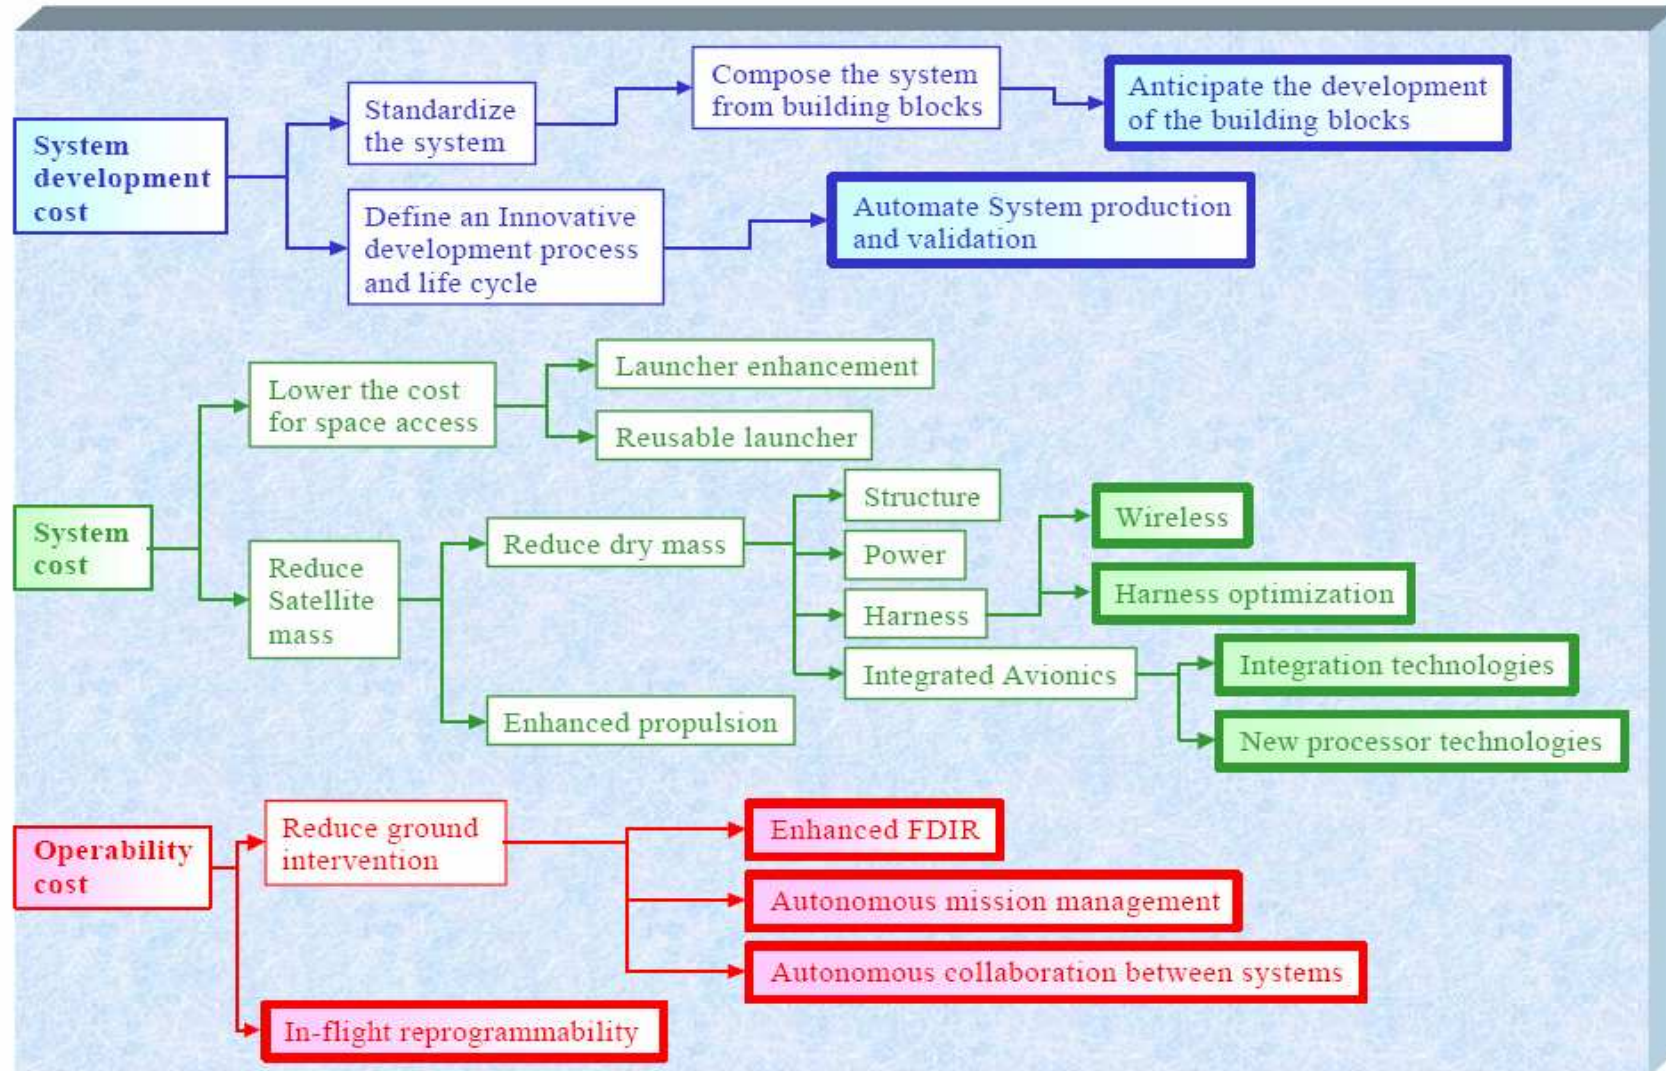 System
development
cost
Standardize
the system
Compose the system
from building blocks
Anticipate the development
of the building blocks
Define an Innovative
development process
and life cycle
Automate System production
and validation
System
cost
Lower the cost
for space access
Launcher enhancement
Reusable launcher
Reduce
Satellite
mass
Reduce dry mass
Structure
Power
Harness
Wireless
Harness optimization
Integrated Avionics
Integration technologies
New processor technologies
Enhanced propulsion
Operability
cost
Reduce ground
intervention
Enhanced FDIR
Autonomous mission management
Autonomous collaboration between systems
In-flight reprogrammability